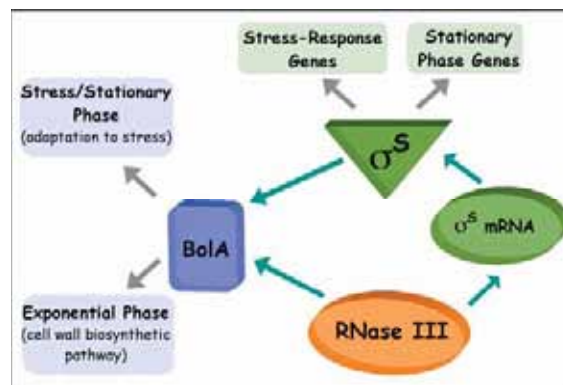 Stress-Response
Genes
Stationary
Phase Genes
Stress/Stationary
Phase
(adaptation to stress)
σS
BolA
σS mRNA
Exponential Phase
(cell wall biosynthetic
pathway)
RNase III